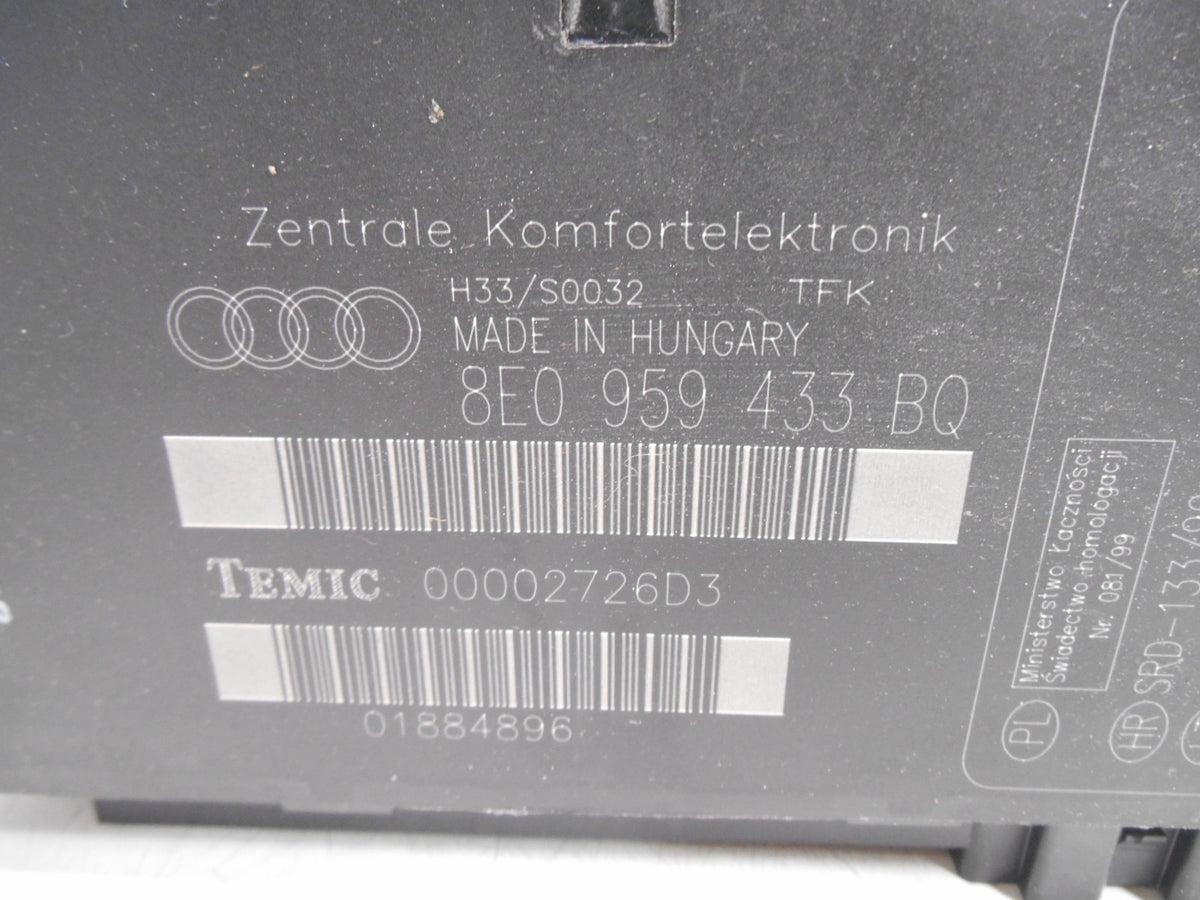 Zentrale Komfortelektronik
H33/S0032 TFK
MADE IN HUNGARY
8E0 959 433 BQ
TEMIC 00002726D3
01884896
PL
Ministerstwo Łączności
Świadectwo homologacji
Nr. 081/99
HR